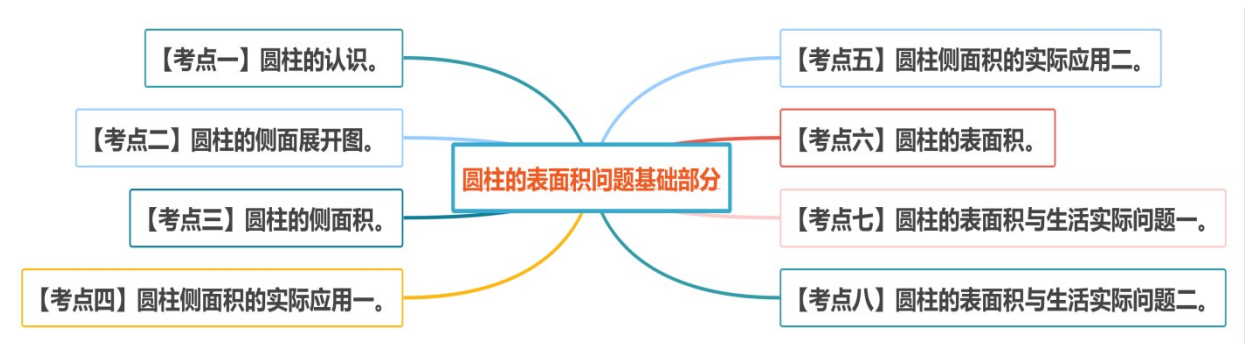 【考点一】圆柱的认识。
【考点二】圆柱的侧面展开图。
【考点三】圆柱的侧面积。
【考点四】圆柱侧面积的实际应用一。
圆柱的表面积问题基础部分
【考点五】圆柱侧面积的实际应用二。
【考点六】圆柱的表面积。
【考点七】圆柱的表面积与生活实际问题一。
【考点八】圆柱的表面积与生活实际问题二。